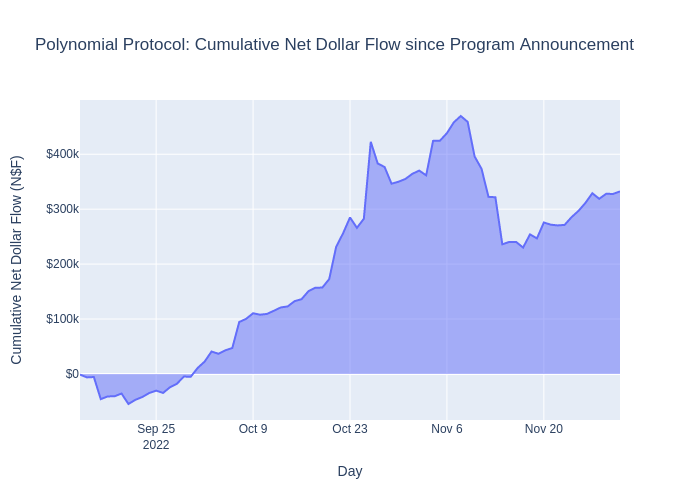 Polynomial Protocol: Cumulative Net Dollar Flow since Program Announcement
Cumulative Net Dollar Flow (N$F)
$400k
$300k
$200k
$100k
$0
Sep 25
2022
Oct 9
Oct 23
Nov 6
Nov 20
Day